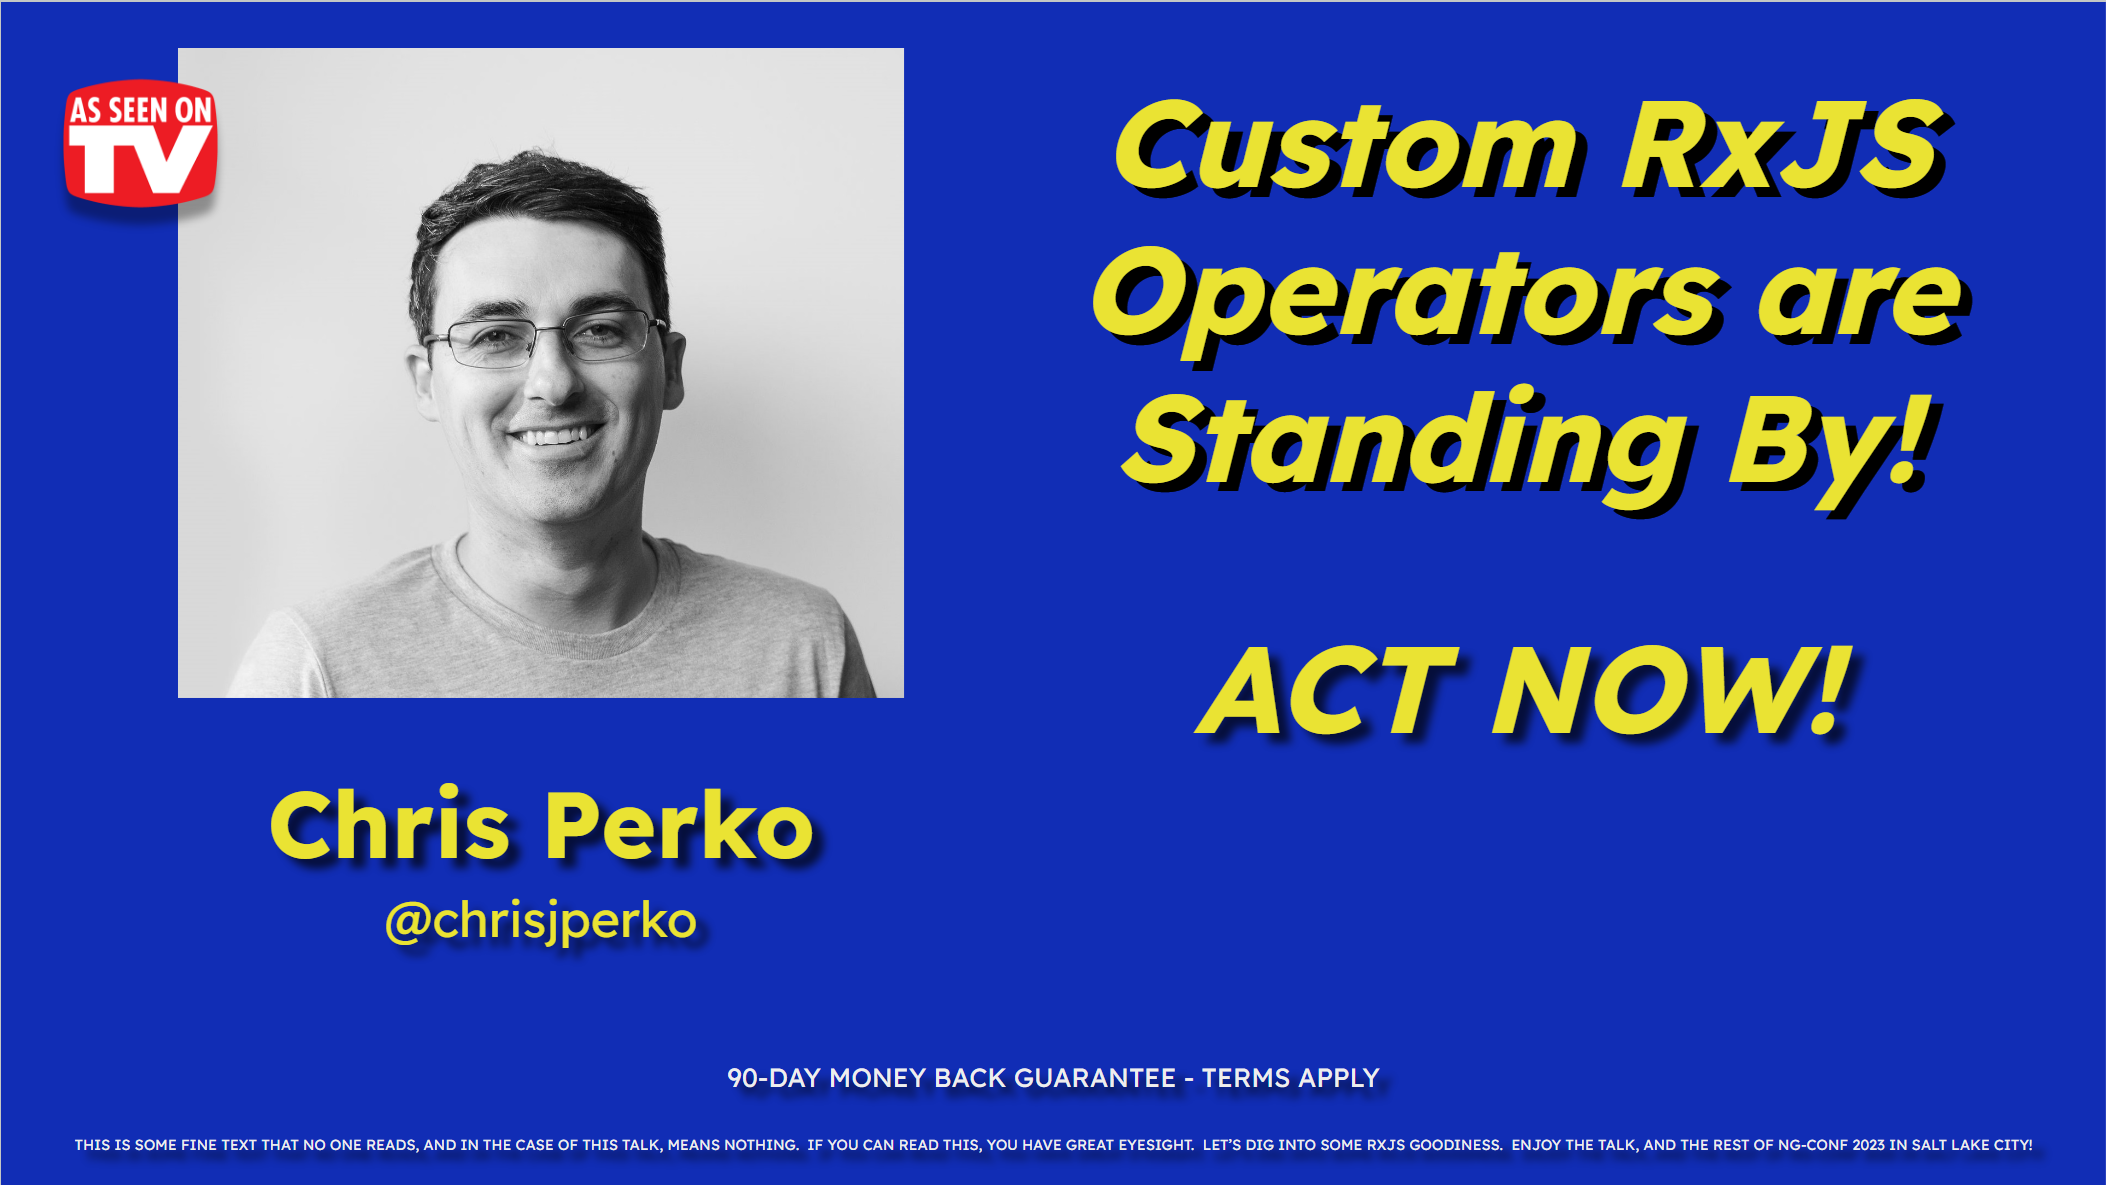 AS SEEN ON
TV
Custom RxJS
Operators are
Standing By!
ACT NOW!
Chris Perko
@chrisjperko
90-DAY MONEY BACK GUARANTEE - TERMS APPLY
THIS IS SOME FINE TEXT THAT NO ONE READS, AND IN THE CASE OF THIS TALK, MEANS NOTHING.  IF YOU CAN READ THIS, YOU HAVE GREAT EYESIGHT.  LET'S DIG INTO SOME RXJS GOODINESS.  ENJOY THE TALK, AND THE REST OF NG-CONF 2023 IN SALT LAKE CITY!